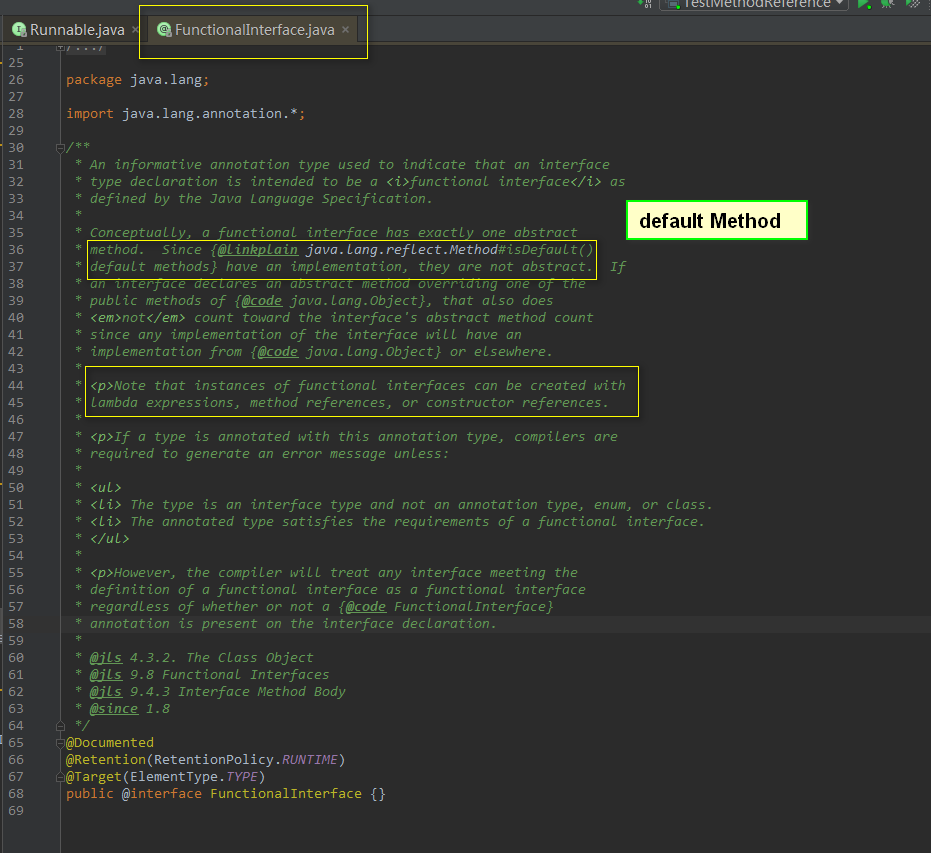 TestMethodReference
Runnable.java ×
@ FunctionalInterface.java ×
1 /.../
25
26 package java.lang;
27
28 import java.lang.annotation.*;
29
30 /**
31  * An informative annotation type used to indicate that an interface
32  * type declaration is intended to be a <i>functional interface</i> as
33  * defined by the Java Language Specification.
34  *
35  * Conceptually, a functional interface has exactly one abstract
36  * method.  Since {@linkplain java.lang.reflect.Method#isDefault()
37  * default methods} have an implementation, they are not abstract.  If
38  * an interface declares an abstract method overriding one of the
39  * public methods of {@code java.lang.Object}, that also does
40  * <em>not</em> count toward the interface's abstract method count
41  * since any implementation of the interface will have an
42  * implementation from {@code java.lang.Object} or elsewhere.
43  *
44  * <p>Note that instances of functional interfaces can be created with
45  * lambda expressions, method references, or constructor references.
46  *
47  * <p>If a type is annotated with this annotation type, compilers are
48  * required to generate an error message unless:
49  *
50  * <ul>
51  * <li> The type is an interface type and not an annotation type, enum, or class.
52  * <li> The annotated type satisfies the requirements of a functional interface.
53  * </ul>
54  *
55  * <p>However, the compiler will treat any interface meeting the
56  * definition of a functional interface as a functional interface
57  * regardless of whether or not a {@code FunctionalInterface}
58  * annotation is present on the interface declaration.
59  *
60  * @jls 4.3.2. The Class Object
61  * @jls 9.8 Functional Interfaces
62  * @jls 9.4.3 Interface Method Body
63  * @since 1.8
64  */
65 @Documented
66 @Retention(RetentionPolicy.RUNTIME)
67 @Target(ElementType.TYPE)
68 public @interface FunctionalInterface {}
69
default Method